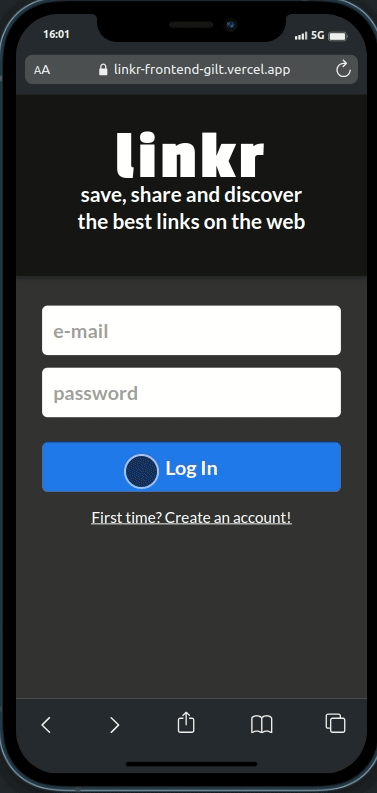 16:01
5G
AA
linkr-frontend-gilt.vercel.app
linkr
save, share and discover
the best links on the web
e-mail
password
Log In
First time? Create an account!